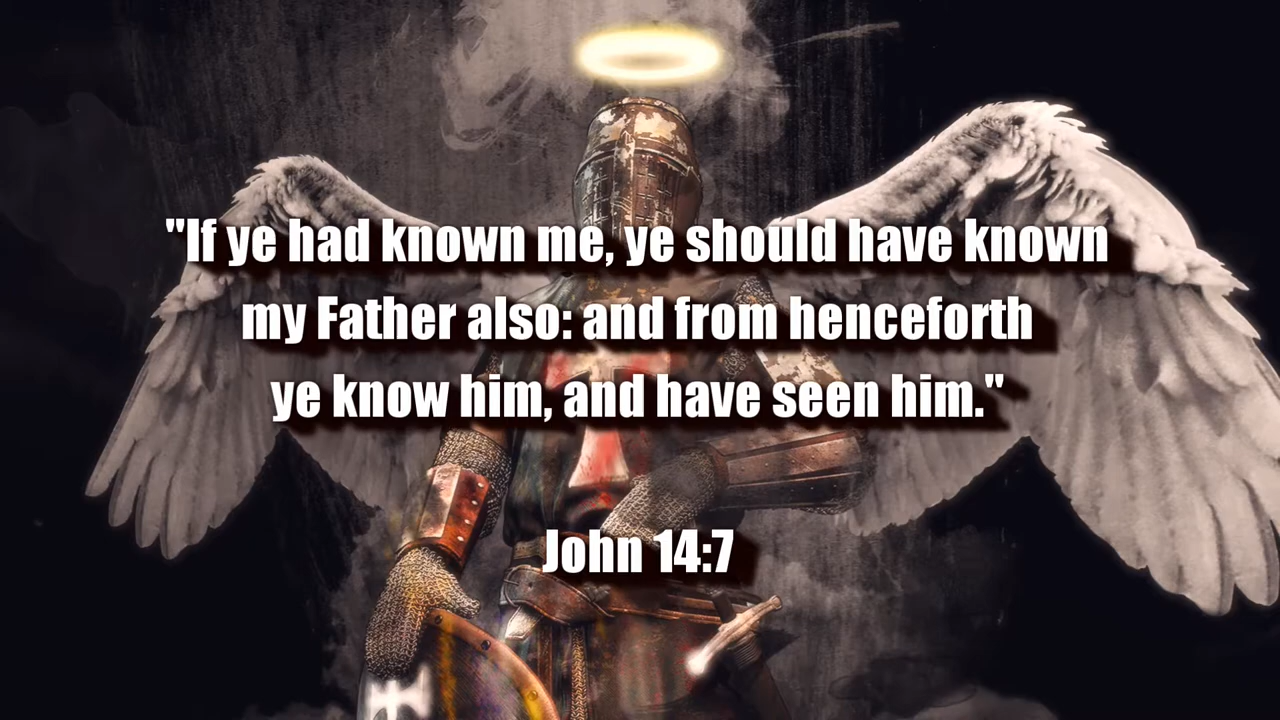 "If ye had known me, ye should have known
my Father also: and from henceforth
ye know him, and have seen him."
John 14:7